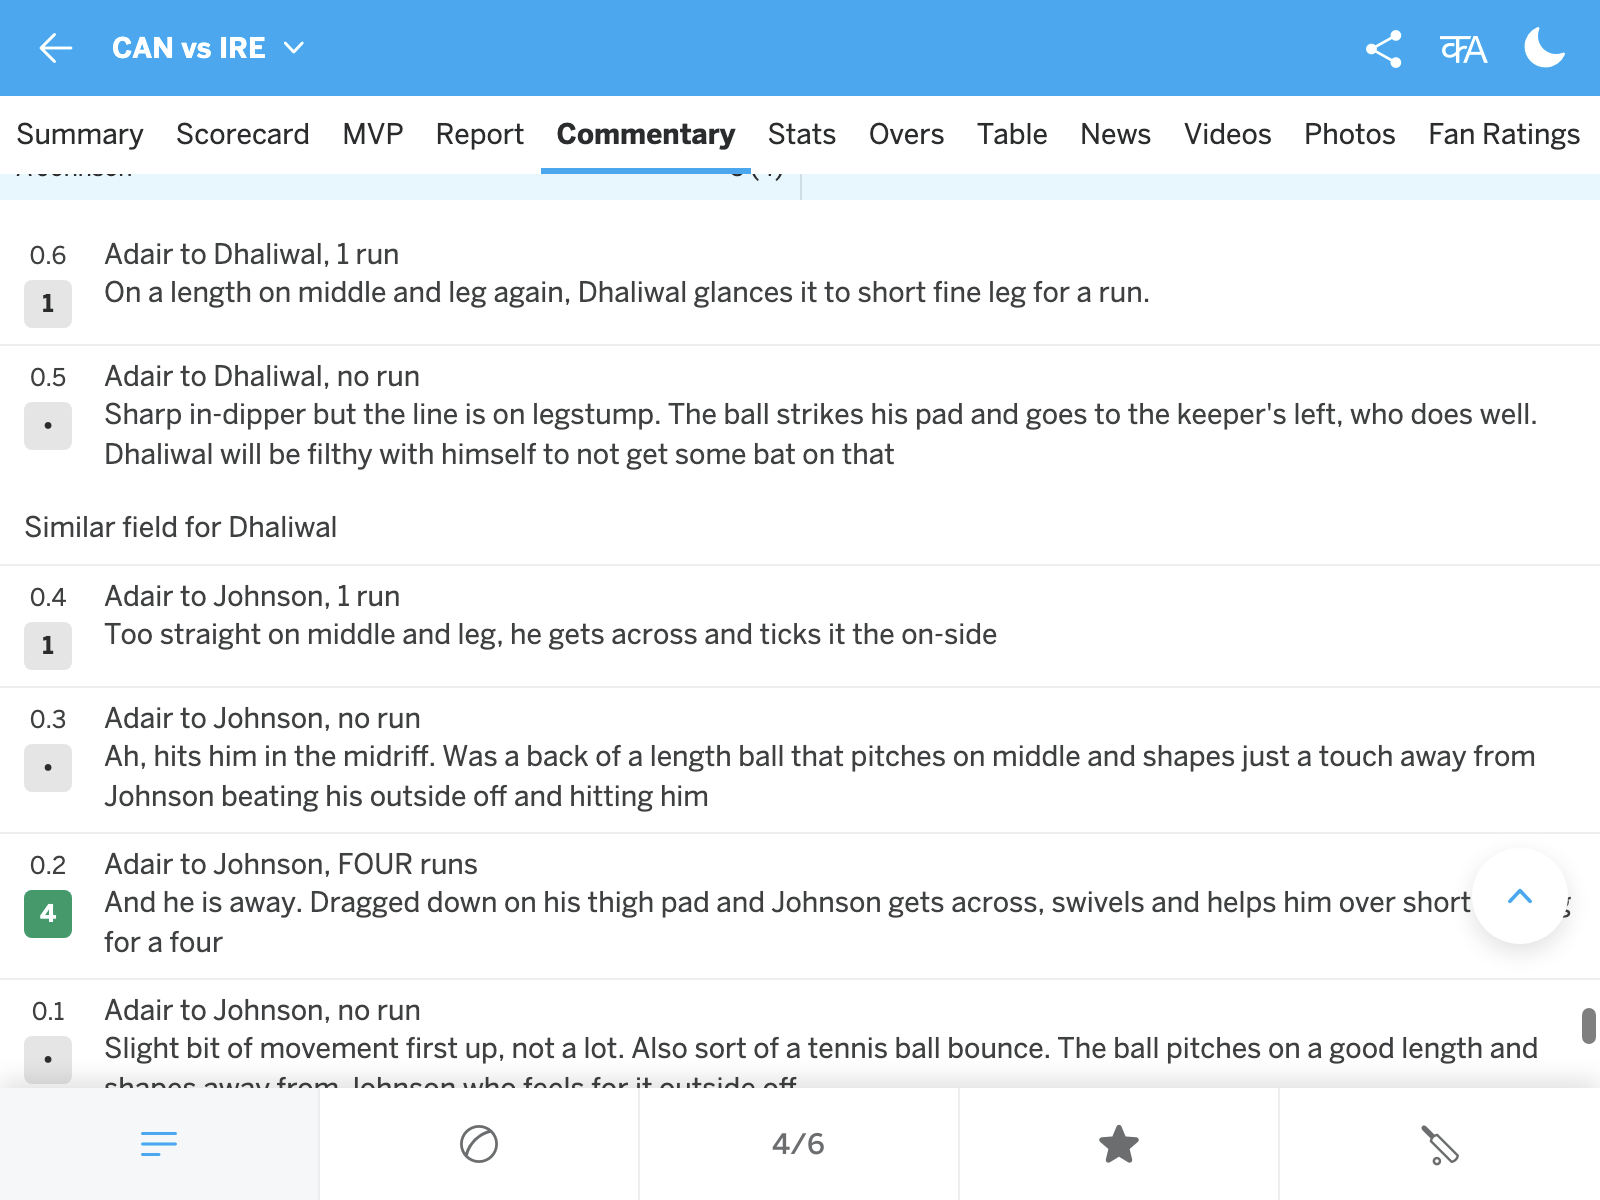 CAN vs IRE
कA
Summary Scorecard MVP Report Commentary Stats Overs Table News Videos Photos Fan Ratings
0.6 Adair to Dhaliwal, 1 run
1 On a length on middle and leg again, Dhaliwal glances it to short fine leg for a run.
0.5 Adair to Dhaliwal, no run
• Sharp in-dipper but the line is on legstump. The ball strikes his pad and goes to the keeper's left, who does well.
Dhaliwal will be filthy with himself to not get some bat on that
Similar field for Dhaliwal
0.4 Adair to Johnson, 1 run
1 Too straight on middle and leg, he gets across and ticks it the on-side
0.3 Adair to Johnson, no run
• Ah, hits him in the midriff. Was a back of a length ball that pitches on middle and shapes just a touch away from
Johnson beating his outside off and hitting him
0.2 Adair to Johnson, FOUR runs
4 And he is away. Dragged down on his thigh pad and Johnson gets across, swivels and helps him over short
for a four
0.1 Adair to Johnson, no run
• Slight bit of movement first up, not a lot. Also sort of a tennis ball bounce. The ball pitches on a good length and
shapes away from Johnson who feels for it outside off
4/6